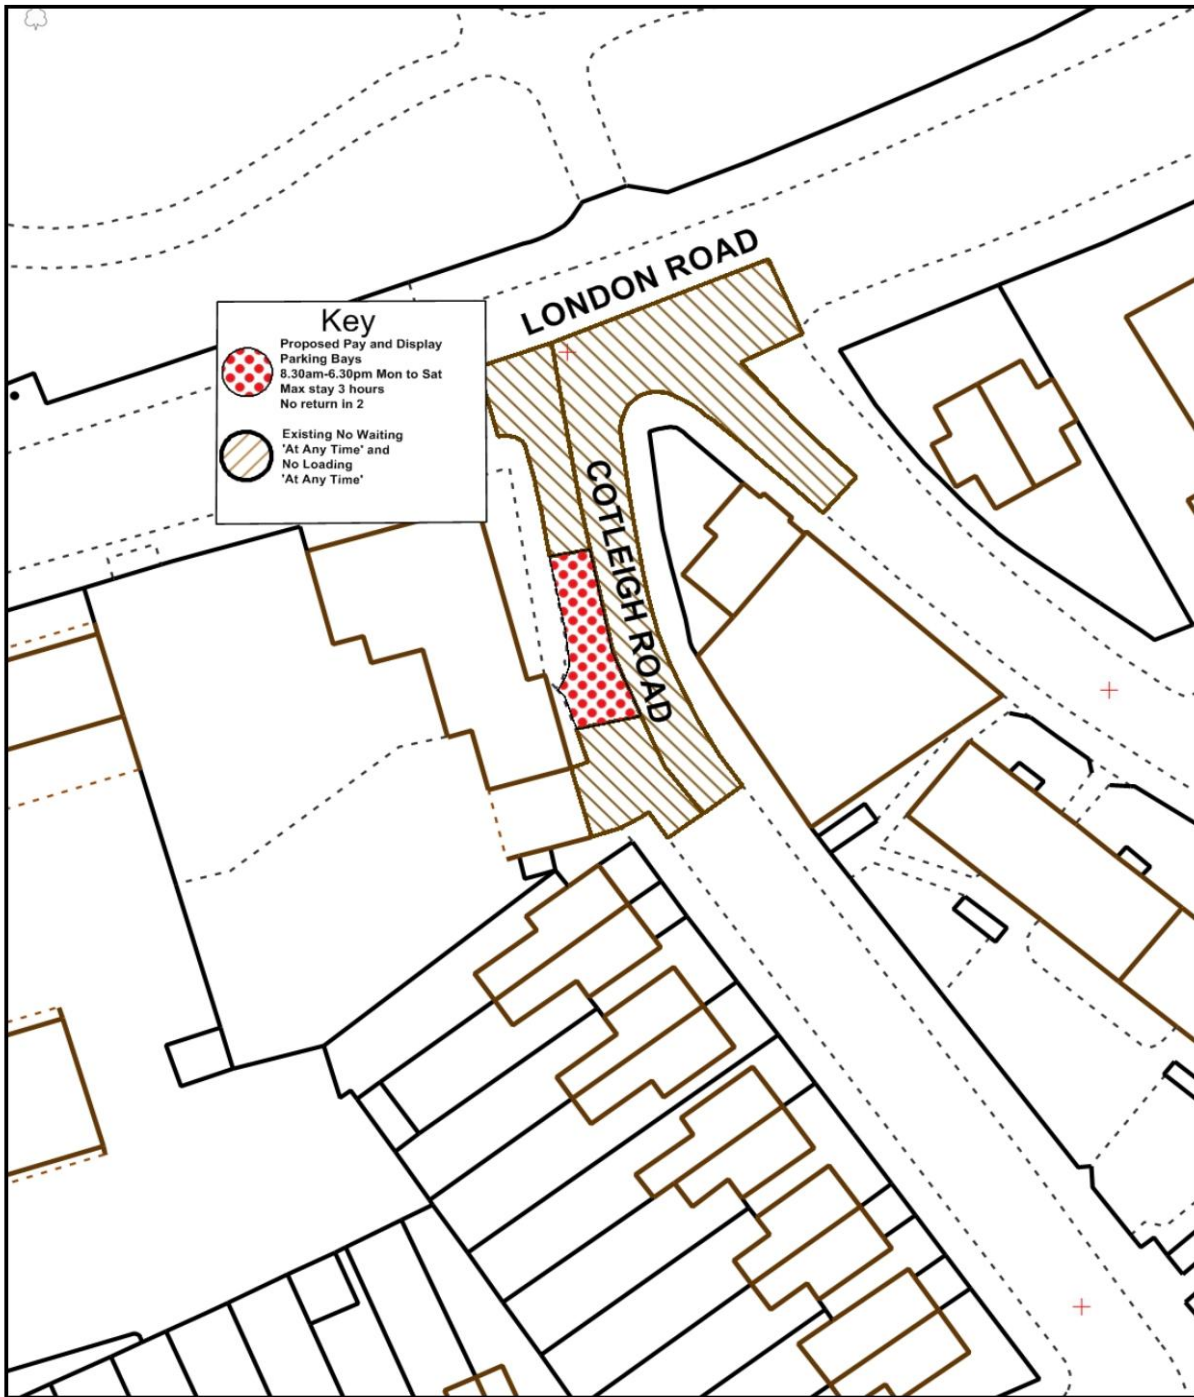 LONDON ROAD
Key
Proposed Pay and Display
Parking Bays
8.30am-6.30pm Mon to Sat
Max stay 3 hours
No return in 2
Existing No Waiting
'At Any Time' and
No Loading
'At Any Time'
COTLEIGH ROAD